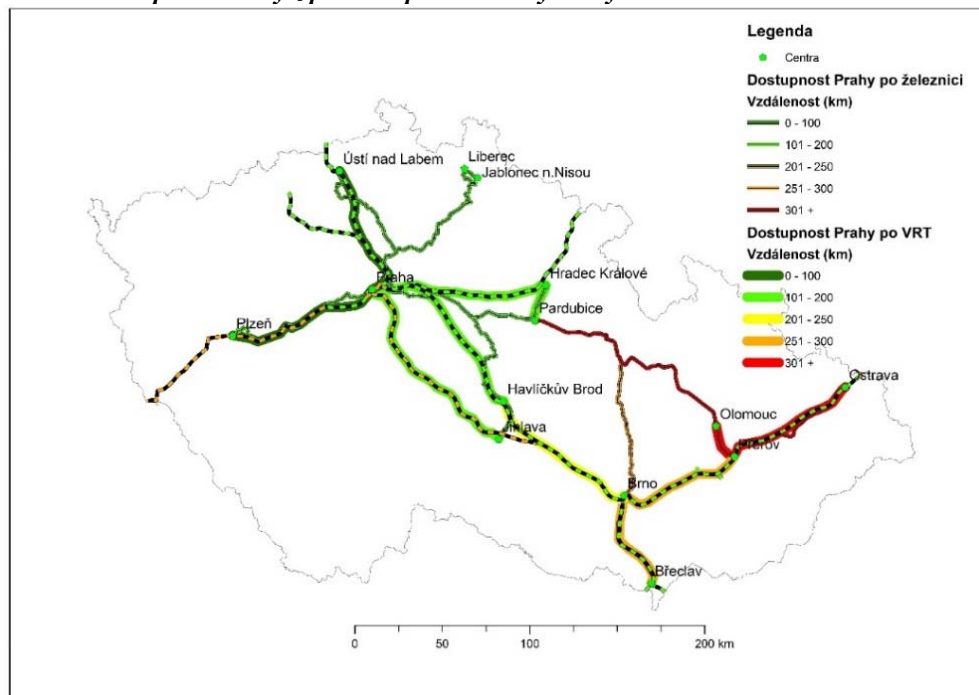 Legenda
Centra
Dostupnost Prahy po železnici
Vzdálenost (km)
0 - 100
101 - 200
201 - 250
251 - 300
301 +
Dostupnost Prahy po VRT
Vzdálenost (km)
0 - 100
101 - 200
201 - 250
251 - 300
301 +
Ústí nad Labem
Liberec
Jablonec n.Nisou
Praha
Hradec Králové
Pardubice
Plzeň
Havlíčkův Brod
Jihlava
Ostrava
Olomouc
Přerov
Brno
Břeclav
0 50 100 200 km